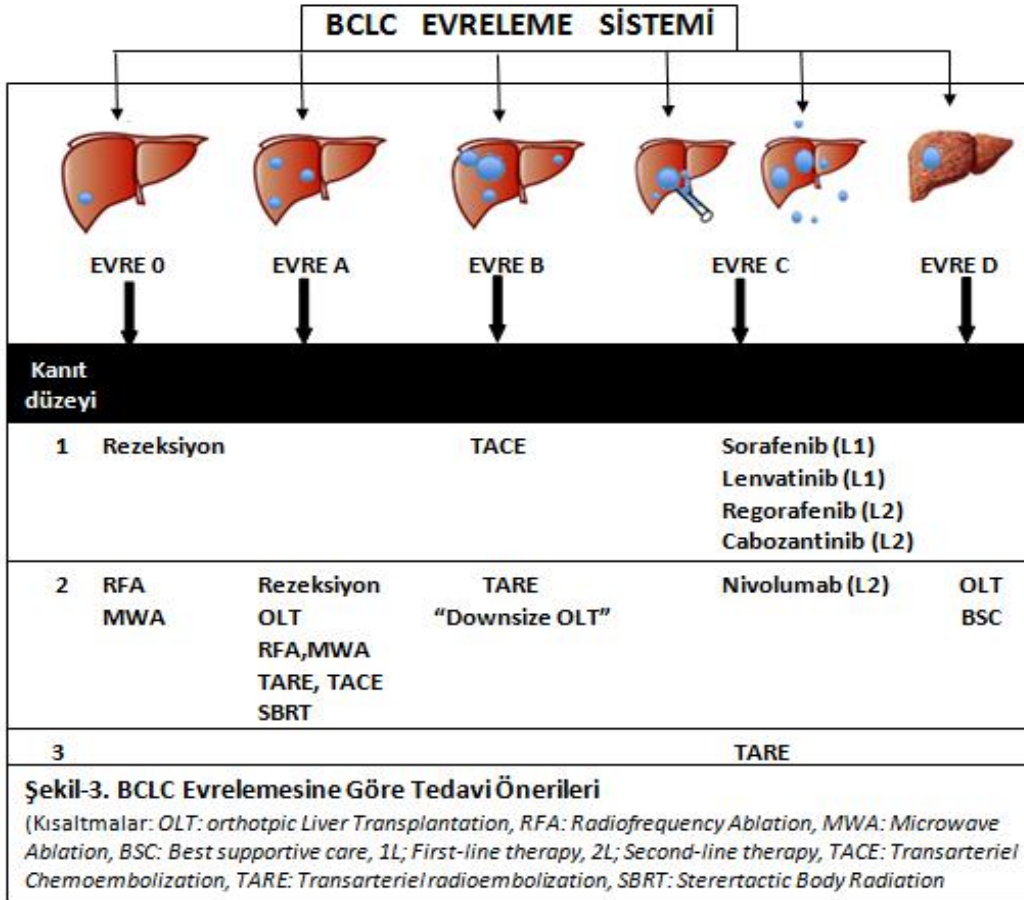 BCLC EVRELEME SİSTEMİ
EVRE 0 EVRE A EVRE B EVRE C EVRE D
Kanıt
düzeyi
1 Rezeksiyon TACE Sorafenib (L1)
Lenvatinib (L1)
Regorafenib (L2)
Cabozantinib (L2)
2 RFA Rezeksiyon TARE Nivolumab (L2) OLT
MWA OLT “Downsize OLT” BSC
RFA,MWA
TARE, TACE
SBRT
3 TARE
Şekil-3. BCLC Evrelemesine Göre Tedavi Önerileri
(Kısaltmalar: OLT: orthotpic Liver Transplantation, RFA: Radiofrequency Ablation, MWA: Microwave
Ablation, BSC: Best supportive care, 1L; First-line therapy, 2L; Second-line therapy, TACE: Transarteriel
Chemoembolization, TARE: Transarteriel radioembolization, SBRT: Sterertactic Body Radiation